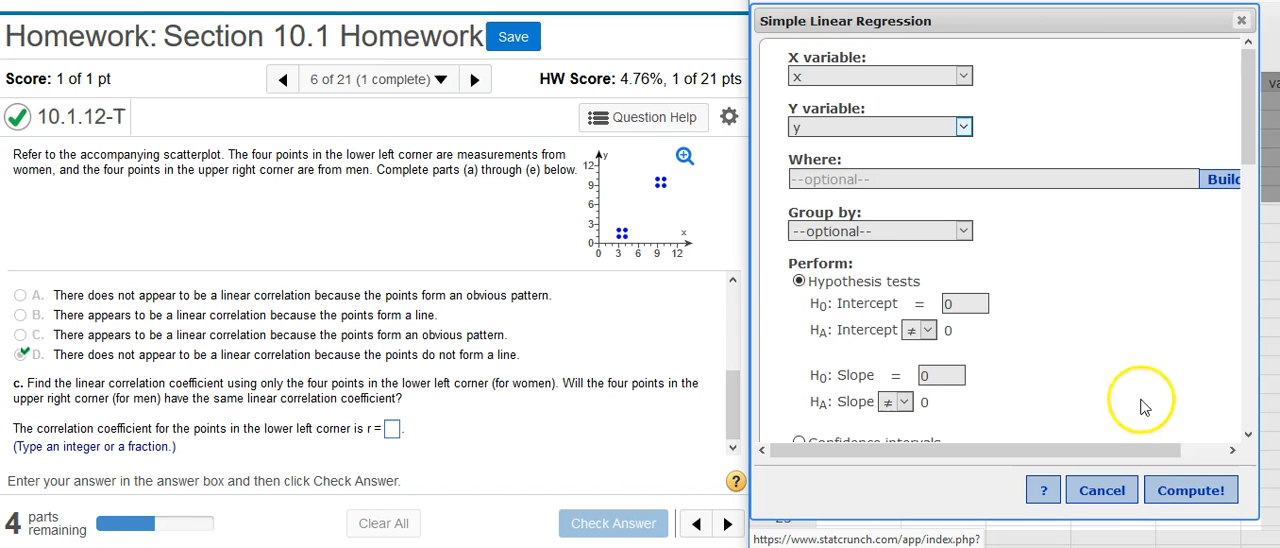 Homework: Section 10.1 Homework
Save
Score: 1 of 1 pt
6 of 21 (1 complete)
HW Score: 4.76%, 1 of 21 pts
10.1.12-T
Question Help
Refer to the accompanying scatterplot. The four points in the lower left corner are measurements from
women, and the four points in the upper right corner are from men. Complete parts (a) through (e) below.
y
12
9
6
3
0
x
0 3 6 9 12
A. There does not appear to be a linear correlation because the points form an obvious pattern.
B. There appears to be a linear correlation because the points form a line.
C. There appears to be a linear correlation because the points form an obvious pattern.
D. There does not appear to be a linear correlation because the points do not form a line.
c. Find the linear correlation coefficient using only the four points in the lower left corner (for women). Will the four points in the
upper right corner (for men) have the same linear correlation coefficient?
The correlation coefficient for the points in the lower left corner is r = .
(Type an integer or a fraction.)
Enter your answer in the answer box and then click Check Answer.
?
4 parts
remaining
Clear All
Check Answer
Simple Linear Regression
X variable:
x
Y variable:
y
Where:
--optional--
Build
Group by:
--optional--
Perform:
Hypothesis tests
H0: Intercept = 0
HA: Intercept ≠ 0
H0: Slope = 0
HA: Slope ≠ 0
Confidence intervals
?
Cancel
Compute!
https://www.statcrunch.com/app/index.php?